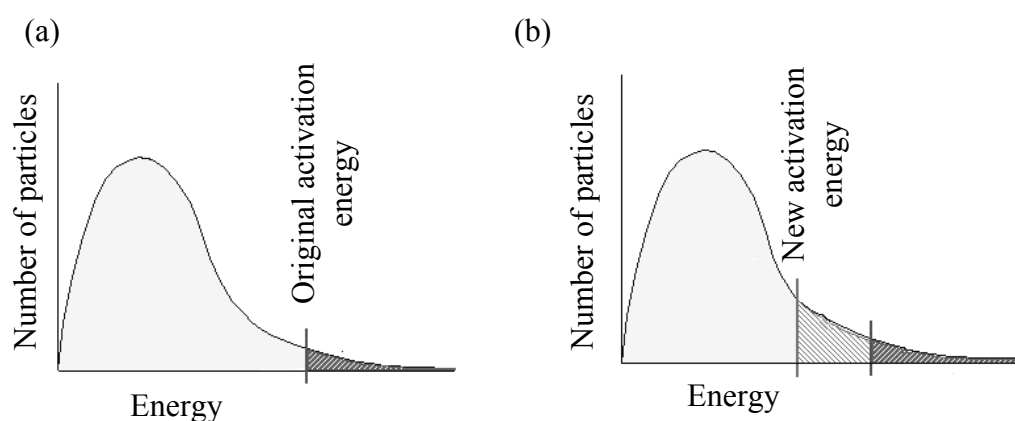 (a)
Number of particles
Original activation
energy
Energy
(b)
Number of particles
New activation
energy
Energy